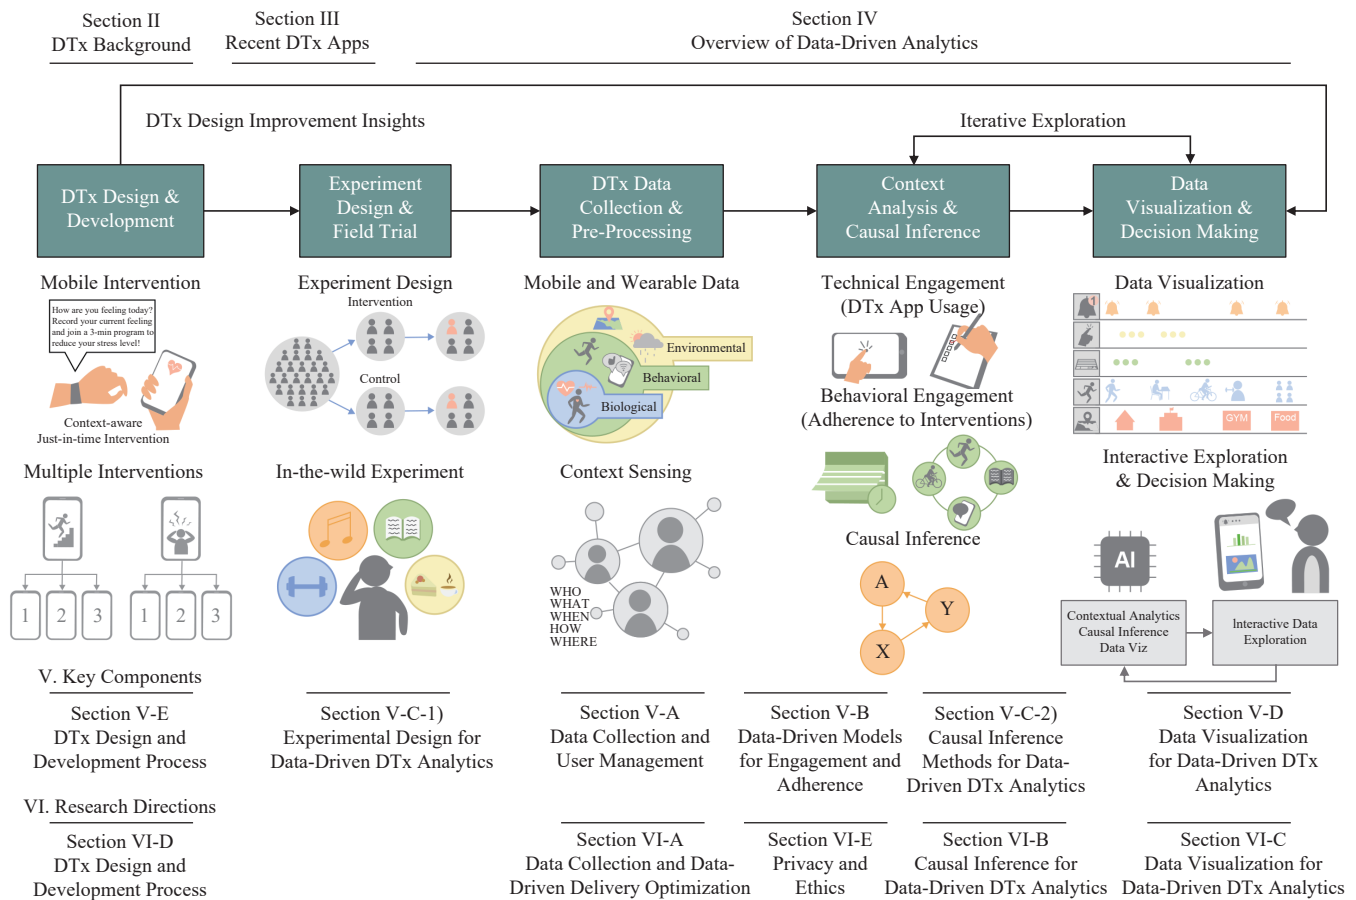 Section II
DTx Background
Section III
Recent DTx Apps
Section IV
Overview of Data-Driven Analytics
DTx Design Improvement Insights
Iterative Exploration
DTx Design &
Development
Experiment
Design &
Field Trial
DTx Data
Collection &
Pre-Processing
Context
Analysis &
Causal Inference
Data
Visualization &
Decision Making
Mobile Intervention
How are you feeling today?
Record your current feeling
and join a 3-min program to
reduce your stress level!
Context-aware
Just-in-time Intervention
Multiple Interventions
1
2
3
1
2
3
Experiment Design
Intervention
Control
In-the-wild Experiment
Mobile and Wearable Data
Environmental
Behavioral
Biological
Context Sensing
WHO
WHAT
WHEN
HOW
WHERE
Technical Engagement
(DTx App Usage)
Behavioral Engagement
(Adherence to Interventions)
Causal Inference
A
Y
X
Data Visualization
1
GYM
Food
Interactive Exploration
& Decision Making
AI
Contextual Analytics
Causal Inference
Data Viz
Interactive Data
Exploration
V. Key Components
Section V-E
DTx Design and
Development Process
Section V-C-1)
Experimental Design for
Data-Driven DTx Analytics
Section V-A
Data Collection and
User Management
Section V-B
Data-Driven Models
for Engagement and
Adherence
Section V-C-2)
Causal Inference
Methods for Data-
Driven DTx Analytics
Section V-D
Data Visualization
for Data-Driven DTx
Analytics
VI. Research Directions
Section VI-D
DTx Design and
Development Process
Section VI-A
Data Collection and Data-
Driven Delivery Optimization
Section VI-E
Privacy and
Ethics
Section VI-B
Causal Inference for
Data-Driven DTx Analytics
Section VI-C
Data Visualization for
Data-Driven DTx Analytics